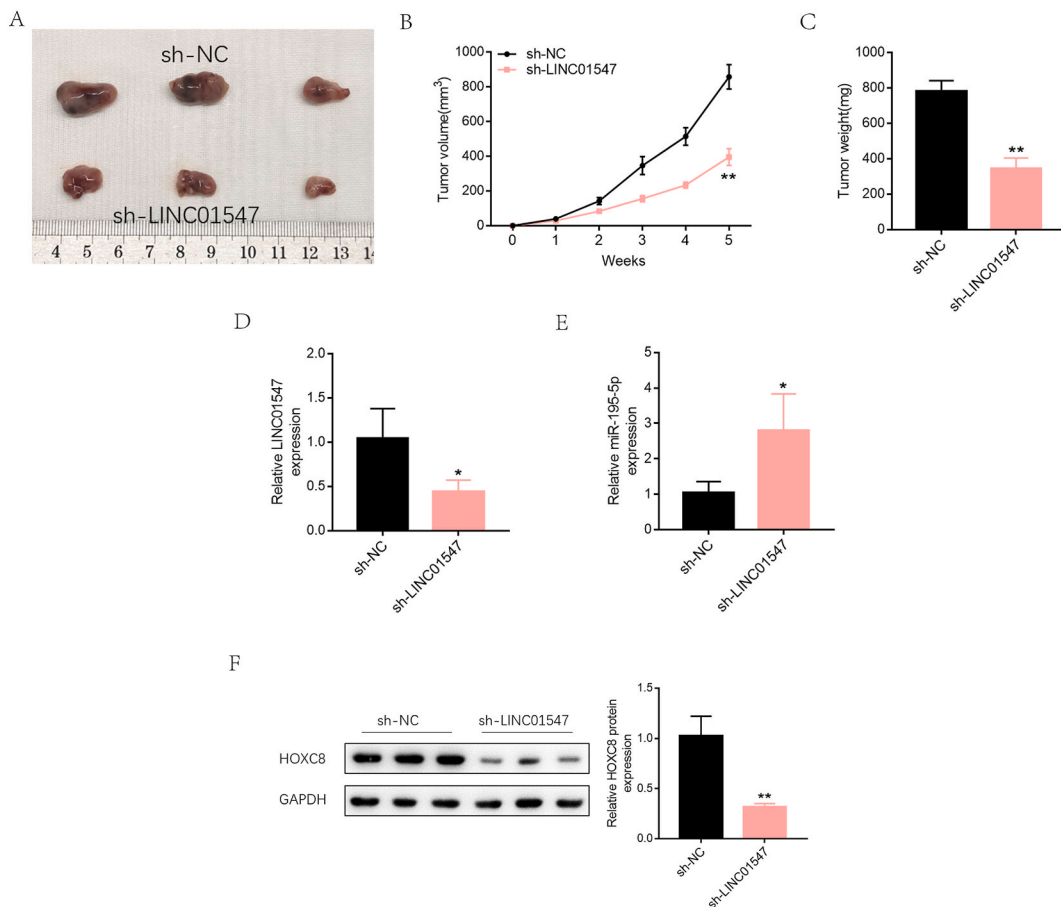 A
sh-NC
sh-LINC01547
4 5 6 7 8 9 10 11 12 13 14
B
sh-NC
sh-LINC01547
Tumor volume(mm³)
1000
800
600
400
200
0
0 1 2 3 4 5
**
Weeks
C
Tumor weight(mg)
1000
800
600
400
200
0
**
sh-NC
sh-LINC01547
D
Relative LINC01547
expression
2.0
1.5
1.0
0.5
0.0
*
sh-NC
sh-LINC01547
E
Relative miR-195-5p
expression
5
4
3
2
1
0
*
sh-NC
sh-LINC01547
F
sh-NC sh-LINC01547
HOXC8
GAPDH
Relative HOXC8 protein
expression
1.5
1.0
0.5
0.0
**
sh-NC
sh-LINC01547